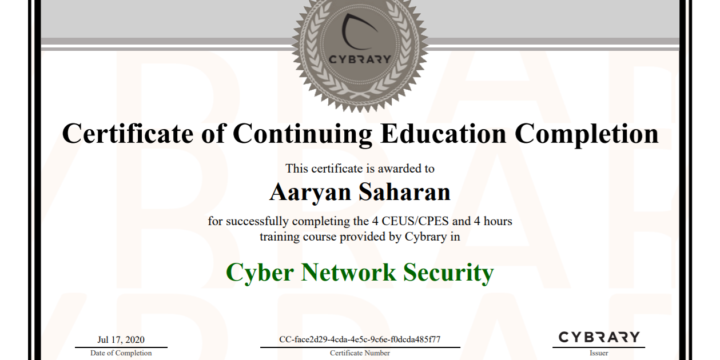 CYBRARY
Certificate of Continuing Education Completion
This certificate is awarded to
Aaryan Saharan
for successfully completing the 4 CEUS/CPES and 4 hours
training course provided by Cybrary in
Cyber Network Security
Jul 17, 2020
Date of Completion
CC-face2d29-4cda-4e5c-9c6e-f0dcda485f77
Certificate Number
CYBRARY
Issuer